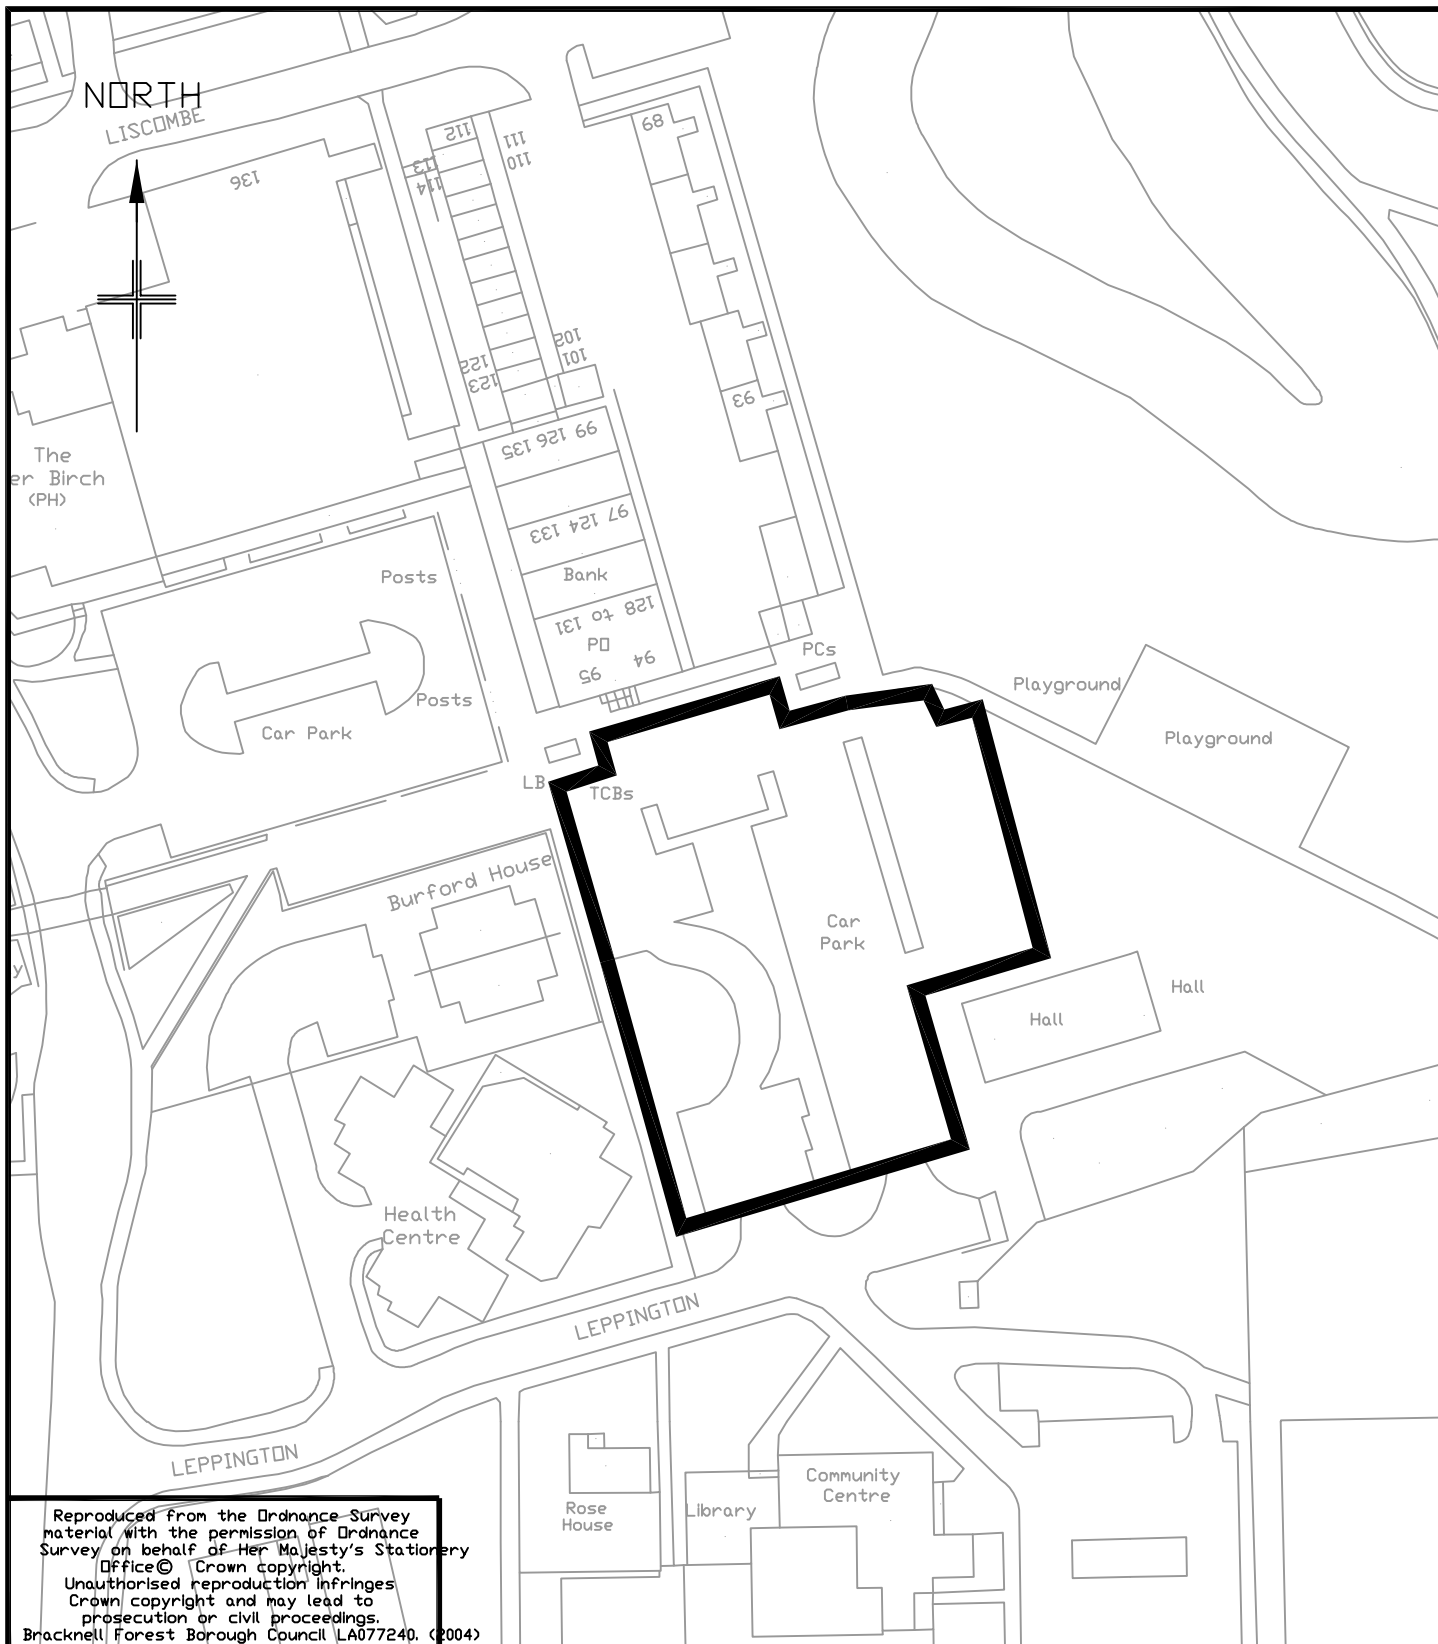 NORTH
LISCOMBE
136
112
111
110
113
114
89
102
101
122
123
93
The
er Birch
(PH)
99 126 135
97 124 133
Bank
Posts
128 to 131
PO
94
95
PCs
Posts
Car Park
Playground
Playground
LB
TCBs
Burford House
Car
Park
y
Hall
Hall
Health
Centre
LEPPINGTON
LEPPINGTON
Community
Centre
Rose
House
Library
Reproduced from the Ordnance Survey
material with the permission of Ordnance
Survey on behalf of Her Majesty's Stationery
Office© Crown copyright.
Unauthorised reproduction infringes
Crown copyright and may lead to
prosecution or civil proceedings.
Bracknell Forest Borough Council LA077240. (2004)